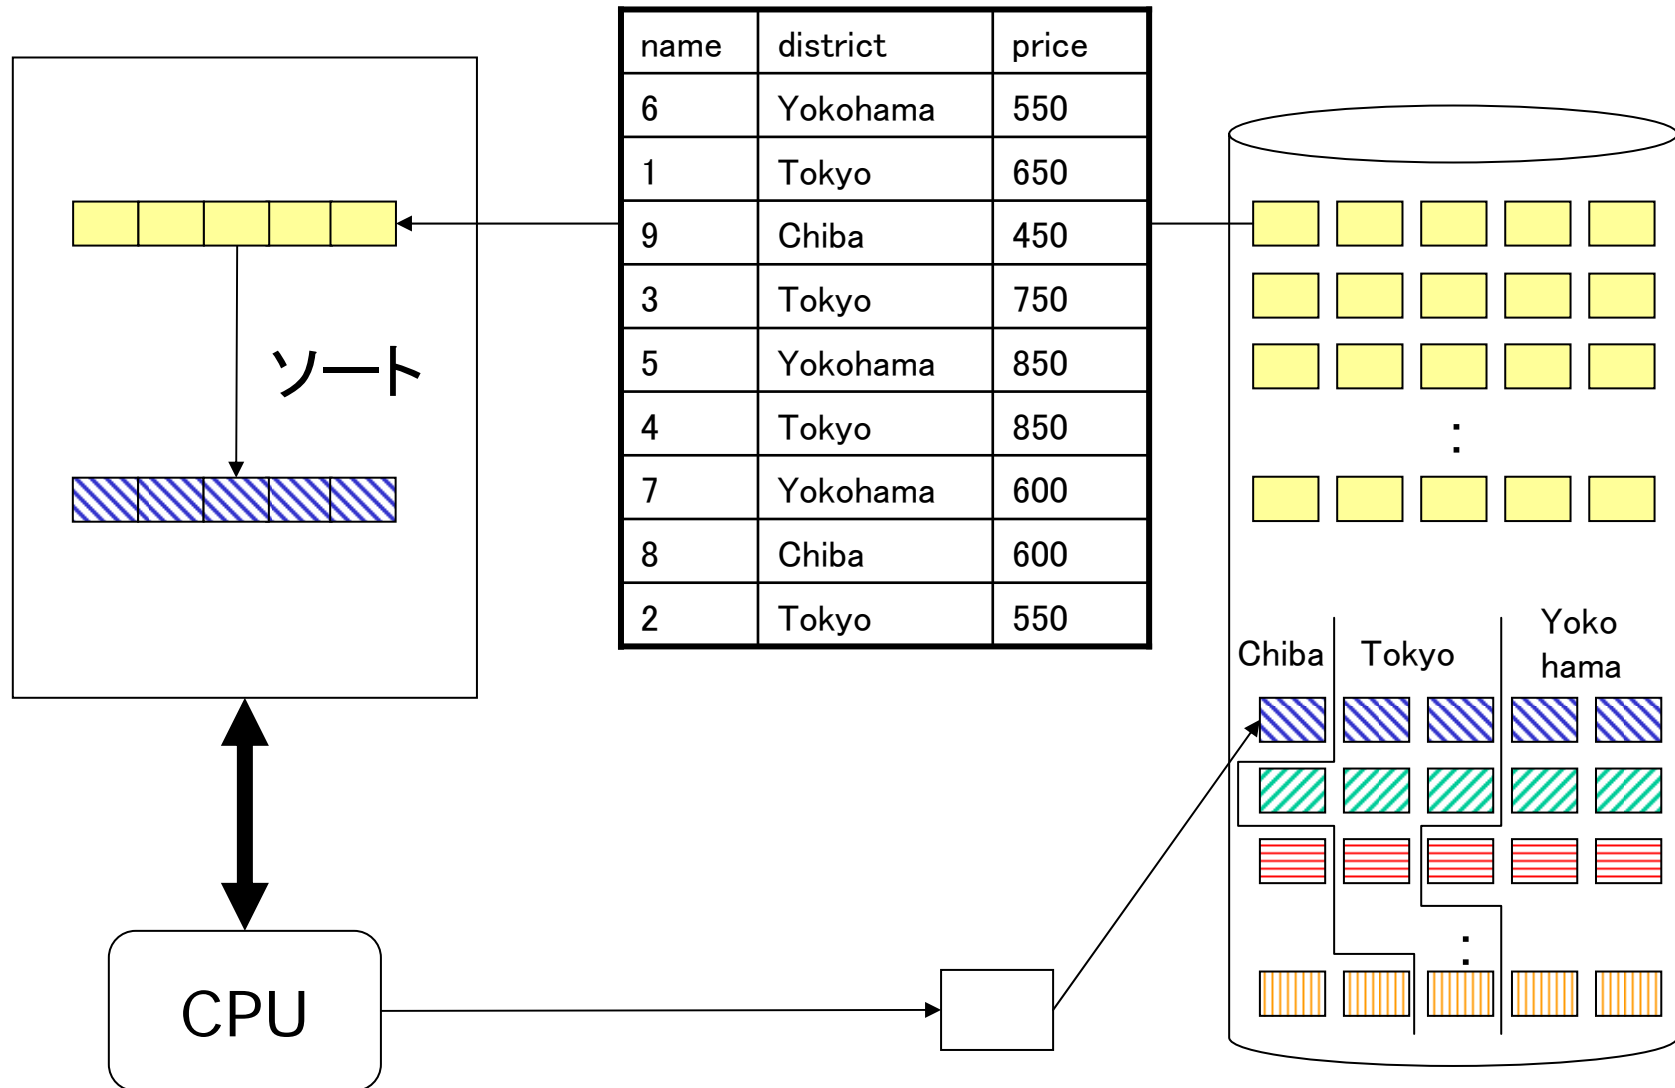 name district price
6 Yokohama 550
1 Tokyo 650
9 Chiba 450
3 Tokyo 750
5 Yokohama 850
4 Tokyo 850
7 Yokohama 600
8 Chiba 600
2 Tokyo 550
ソート
:
Chiba Tokyo Yoko
hama
:
CPU